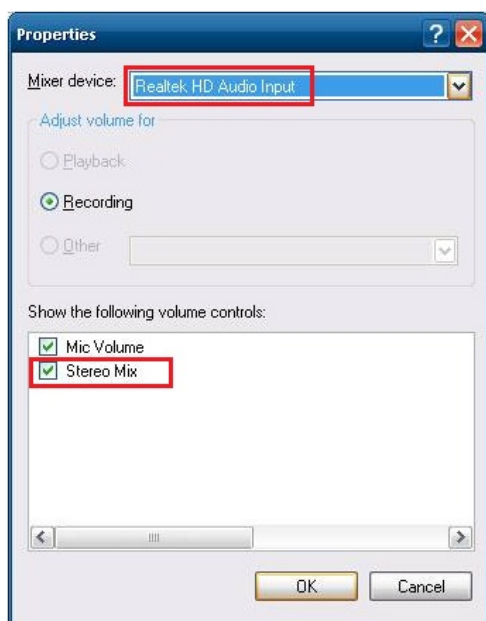 Properties
Mixer device: Realtek HD Audio Input
Adjust volume for
Playback
Recording
Other
Show the following volume controls:
Mic Volume
Stereo Mix
OK Cancel